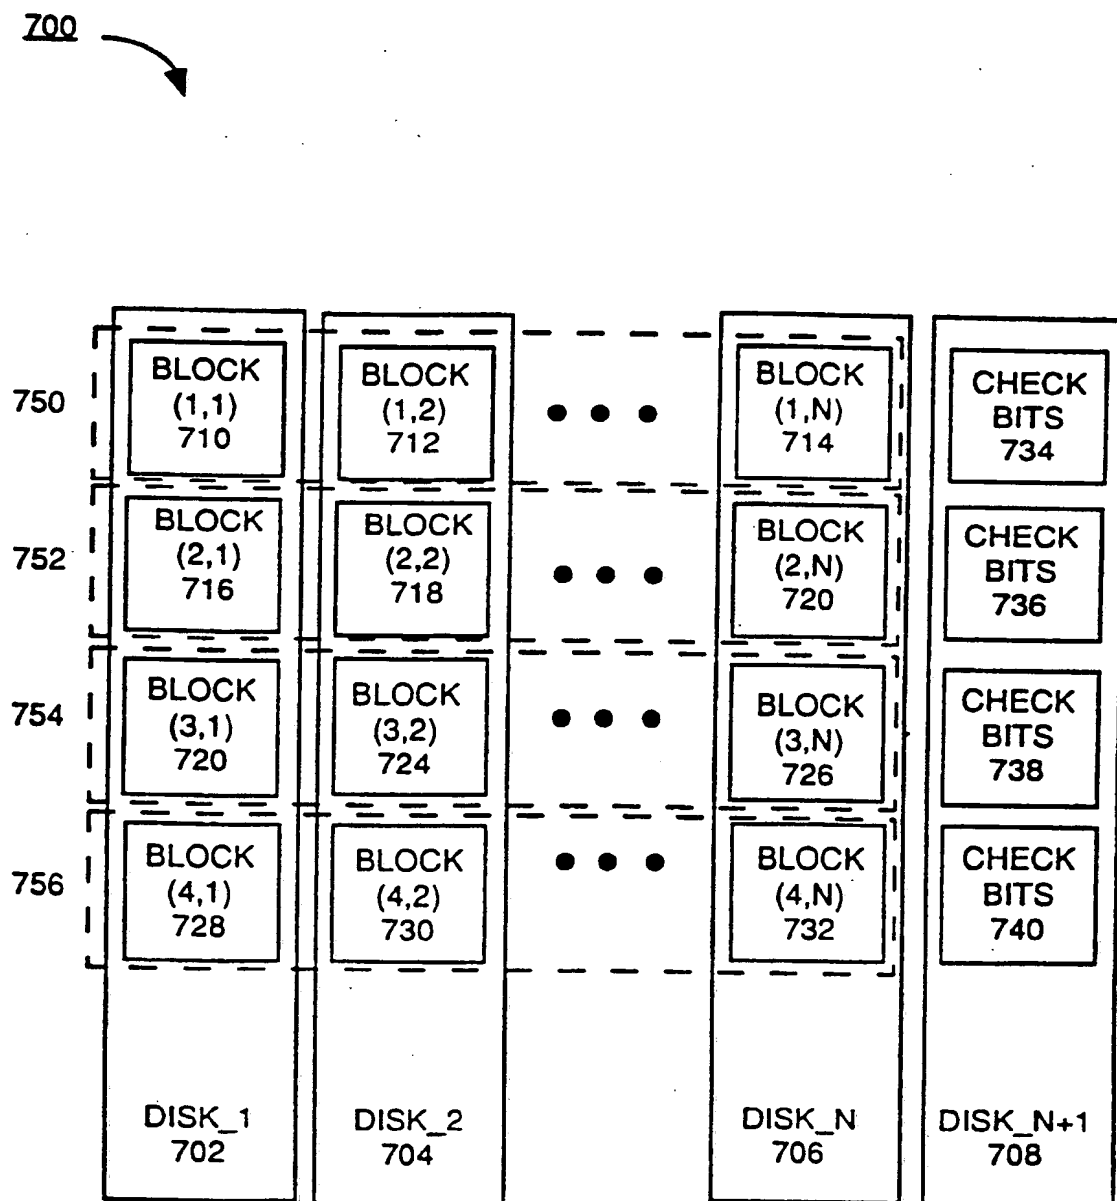 700
750
BLOCK
(1,1)
710
BLOCK
(1,2)
712
BLOCK
(1,N)
714
CHECK
BITS
734
752
BLOCK
(2,1)
716
BLOCK
(2,2)
718
BLOCK
(2,N)
720
CHECK
BITS
736
754
BLOCK
(3,1)
720
BLOCK
(3,2)
724
BLOCK
(3,N)
726
CHECK
BITS
738
756
BLOCK
(4,1)
728
BLOCK
(4,2)
730
BLOCK
(4,N)
732
CHECK
BITS
740
DISK_1
702
DISK_2
704
DISK_N
706
DISK_N+1
708